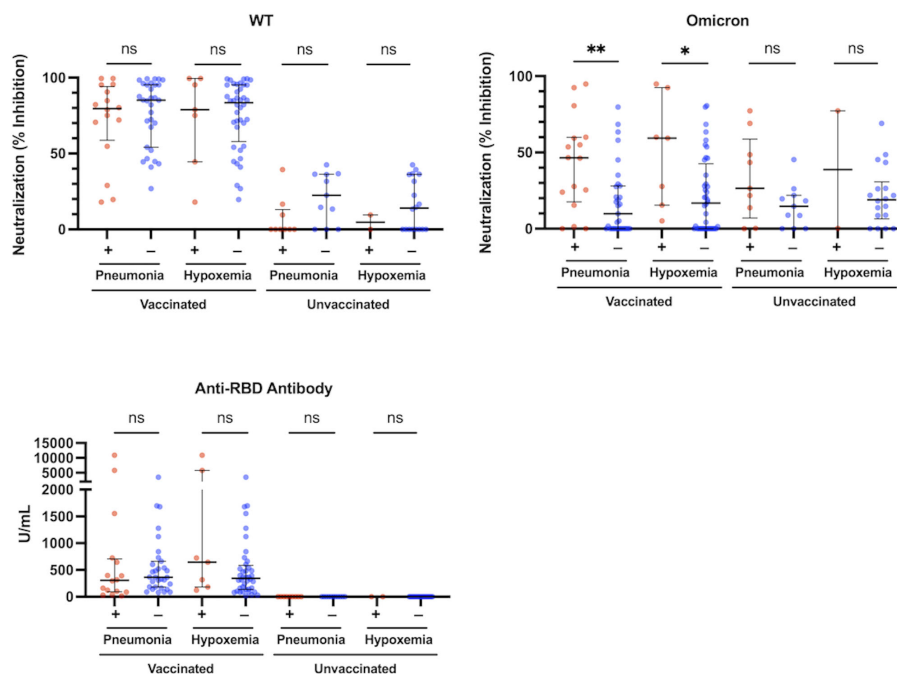 WT
ns ns ns ns
Neutralization (% Inhibition)
100
50
0
+ – + – + – + –
Pneumonia Hypoxemia Pneumonia Hypoxemia
Vaccinated Unvaccinated
Omicron
** * ns ns
Neutralization (% Inhibition)
100
50
0
+ – + – + – + –
Pneumonia Hypoxemia Pneumonia Hypoxemia
Vaccinated Unvaccinated
Anti-RBD Antibody
ns ns ns ns
U/mL
15000
10000
5000
2000
1500
1000
500
0
+ – + – + – + –
Pneumonia Hypoxemia Pneumonia Hypoxemia
Vaccinated Unvaccinated